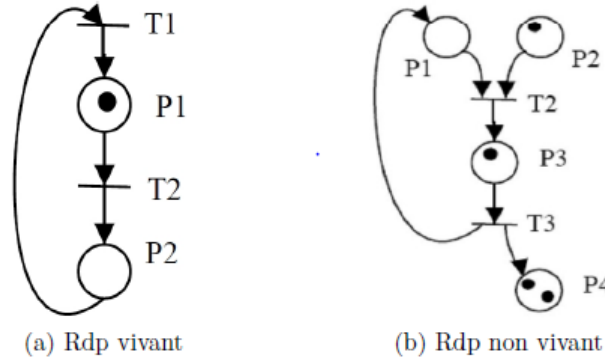 T1
P1
T2
P2
(a) Rdp vivant
P1
P2
T2
P3
T3
P4
(b) Rdp non vivant